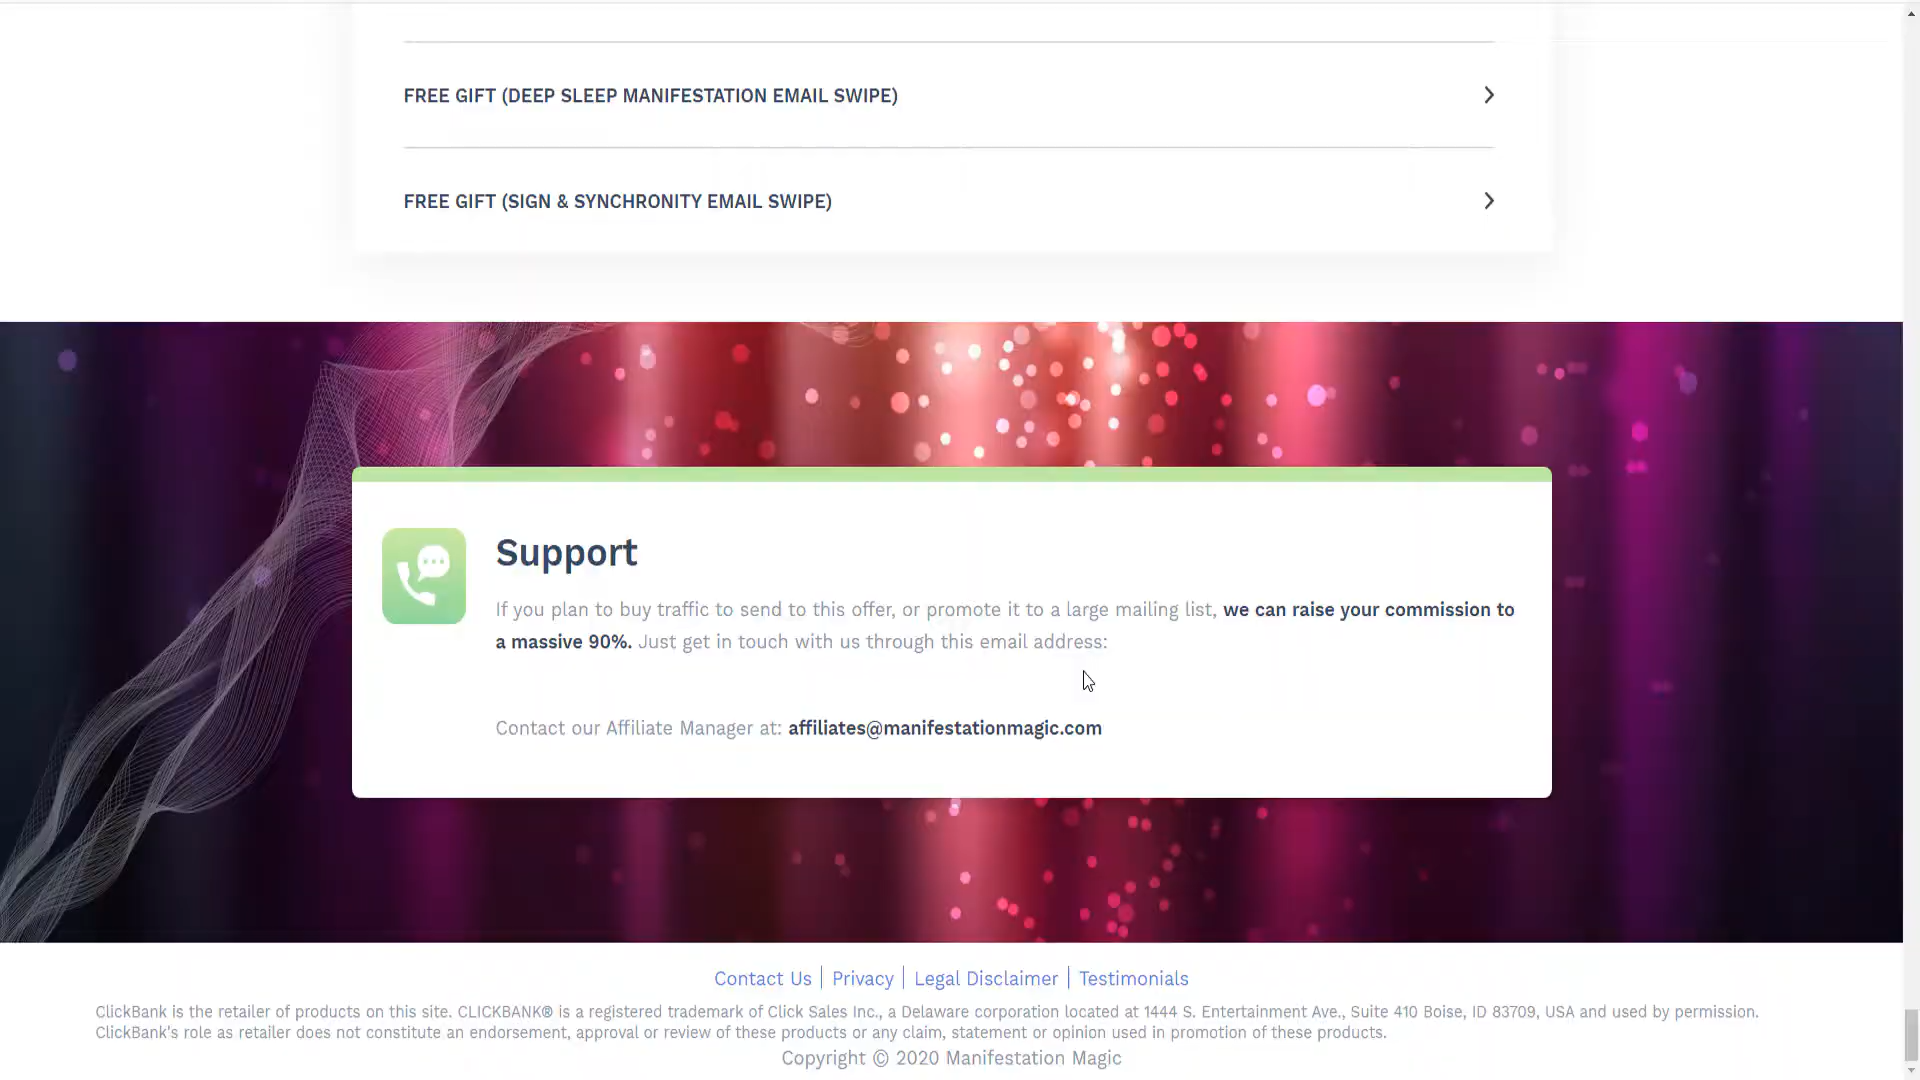 FREE GIFT (DEEP SLEEP MANIFESTATION EMAIL SWIPE)
FREE GIFT (SIGN & SYNCHRONITY EMAIL SWIPE)
Support
If you plan to buy traffic to send to this offer, or promote it to a large mailing list, we can raise your commission to
a massive 90%. Just get in touch with us through this email address:
Contact our Affiliate Manager at: affiliates@manifestationmagic.com
Contact Us | Privacy | Legal Disclaimer | Testimonials
ClickBank is the retailer of products on this site. CLICKBANK® is a registered trademark of Click Sales Inc., a Delaware corporation located at 1444 S. Entertainment Ave., Suite 410 Boise, ID 83709, USA and used by permission.
ClickBank's role as retailer does not constitute an endorsement, approval or review of these products or any claim, statement or opinion used in promotion of these products.
Copyright © 2020 Manifestation Magic